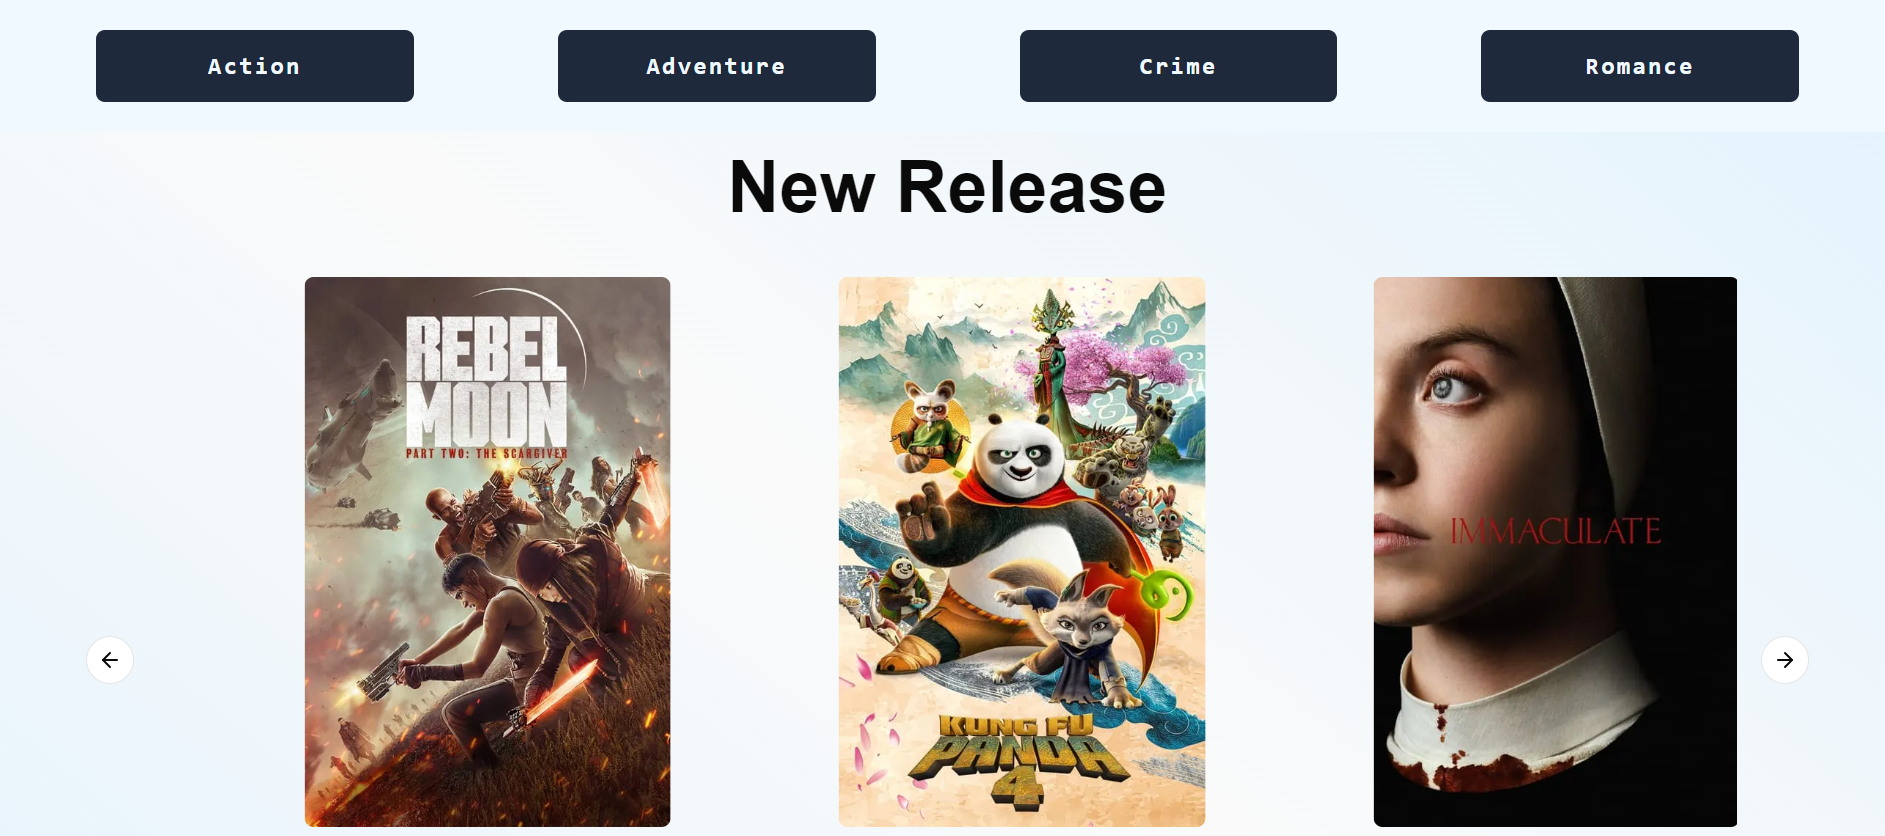 Action
Adventure
Crime
Romance
New Release
REBEL
MOON
PART TWO: THE SCARGIVER
IMMACULATE
KUNG FU
PANDA
4